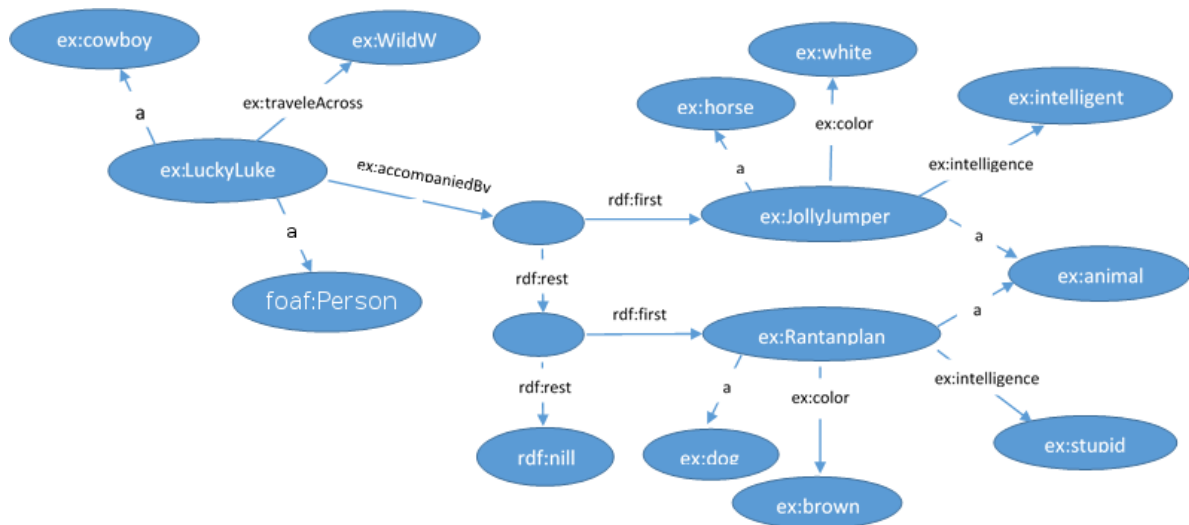 ex:cowboy
ex:WildW
ex:white
ex:intelligent
ex:horse
ex:traveleAcross
a
ex:color
ex:LuckyLuke
ex:accompaniedBy
ex:intelligence
a
rdf:first
ex:JollyJumper
a
a
foaf:Person
rdf:rest
ex:animal
rdf:first
ex:Rantanplan
a
rdf:rest
a
ex:color
ex:intelligence
rdf:nill
ex:dog
ex:stupid
ex:brown